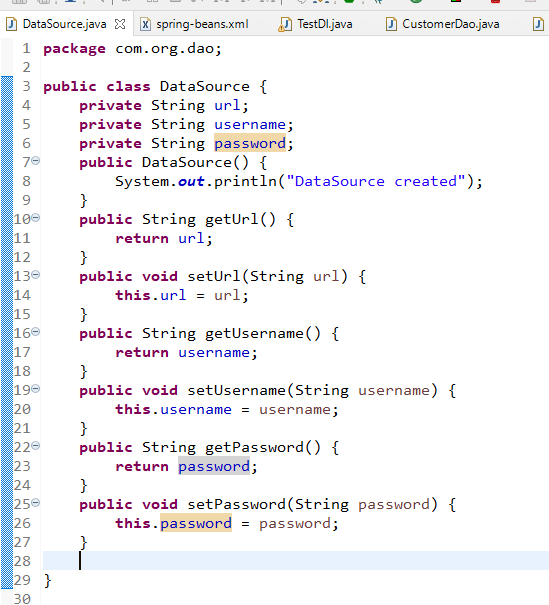 DataSource.java spring-beans.xml TestDI.java CustomerDao.java
1 package com.org.dao;
2
3 public class DataSource {
4 private String url;
5 private String username;
6 private String password;
7 public DataSource() {
8 System.out.println("DataSource created");
9 }
10 public String getUrl() {
11 return url;
12 }
13 public void setUrl(String url) {
14 this.url = url;
15 }
16 public String getUsername() {
17 return username;
18 }
19 public void setUsername(String username) {
20 this.username = username;
21 }
22 public String getPassword() {
23 return password;
24 }
25 public void setPassword(String password) {
26 this.password = password;
27 }
28
29 }
30